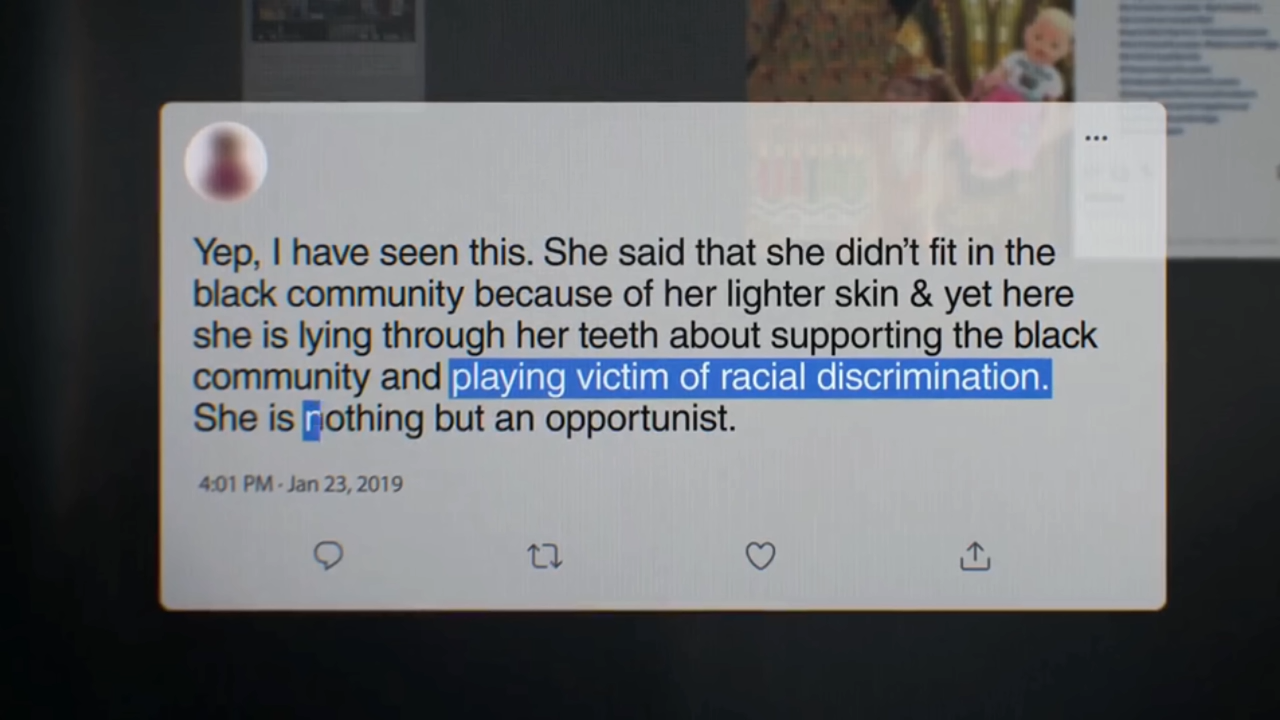 Yep, I have seen this. She said that she didn’t fit in the
black community because of her lighter skin & yet here
she is lying through her teeth about supporting the black
community and playing victim of racial discrimination.
She is nothing but an opportunist.
4:01 PM - Jan 23, 2019